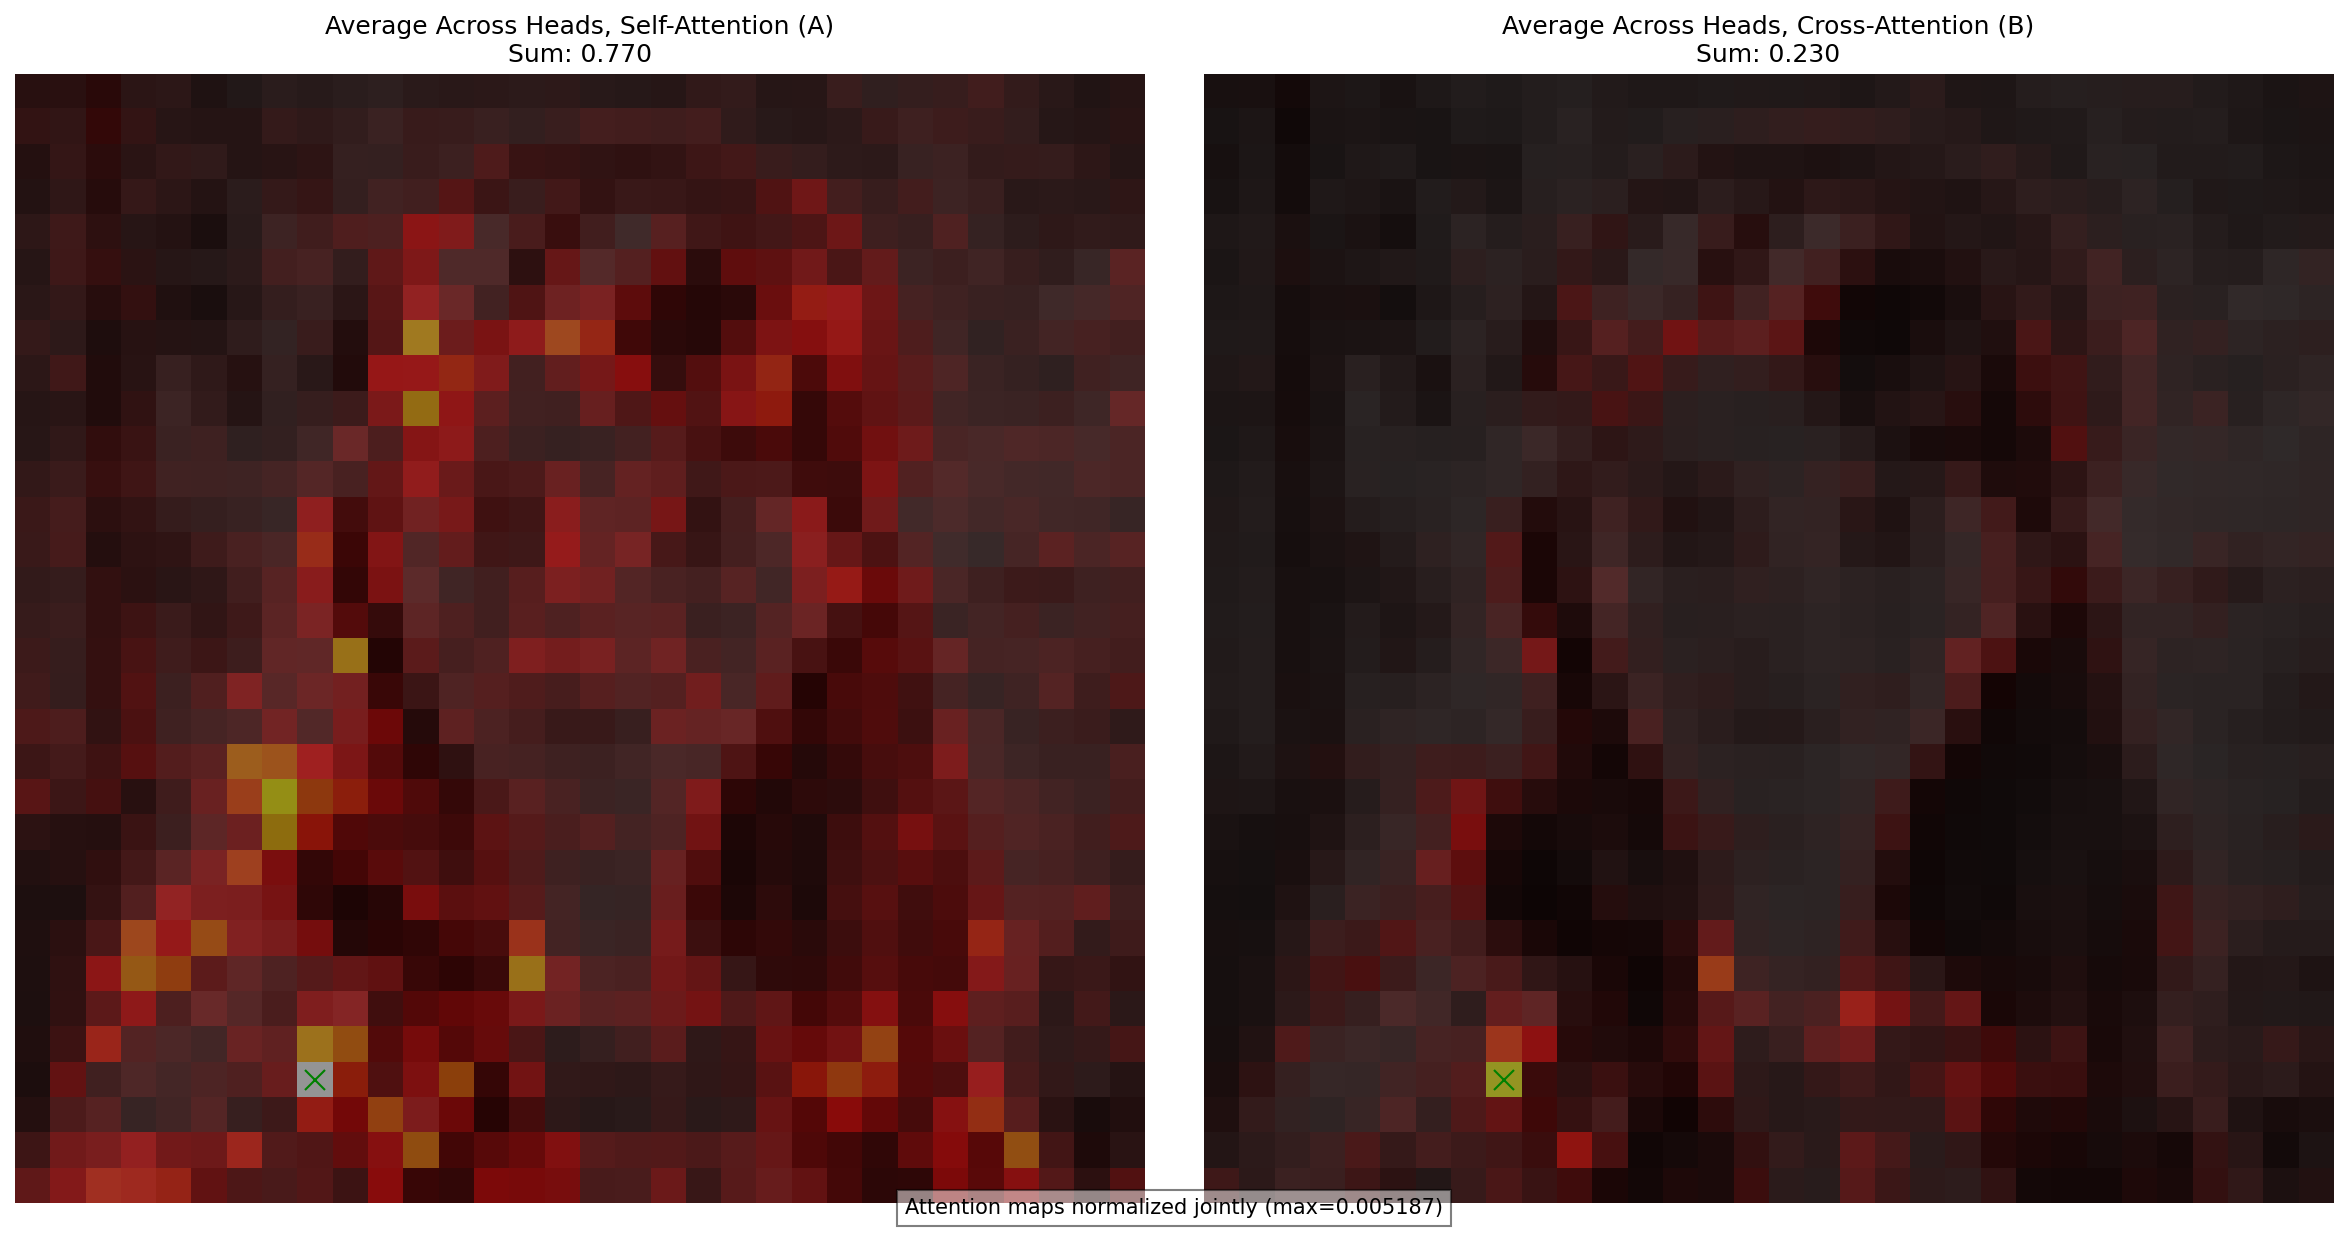 Average Across Heads, Self-Attention (A)
Sum: 0.770
Average Across Heads, Cross-Attention (B)
Sum: 0.230
Attention maps normalized jointly (max=0.005187)